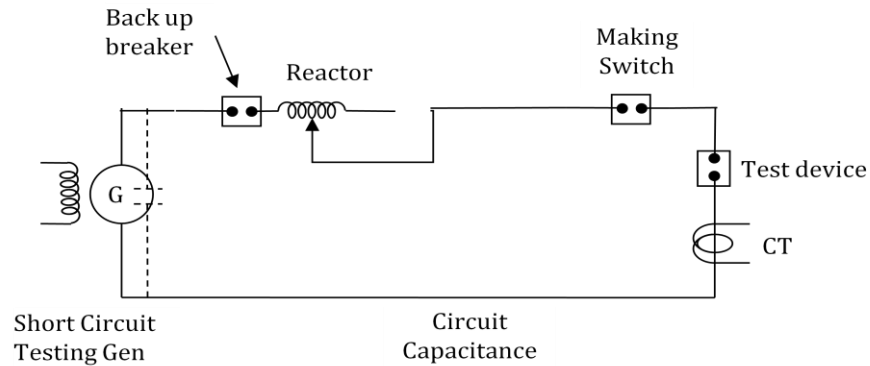 Back up
breaker
Reactor
Making
Switch
G
Test device
CT
Short Circuit
Testing Gen
Circuit
Capacitance